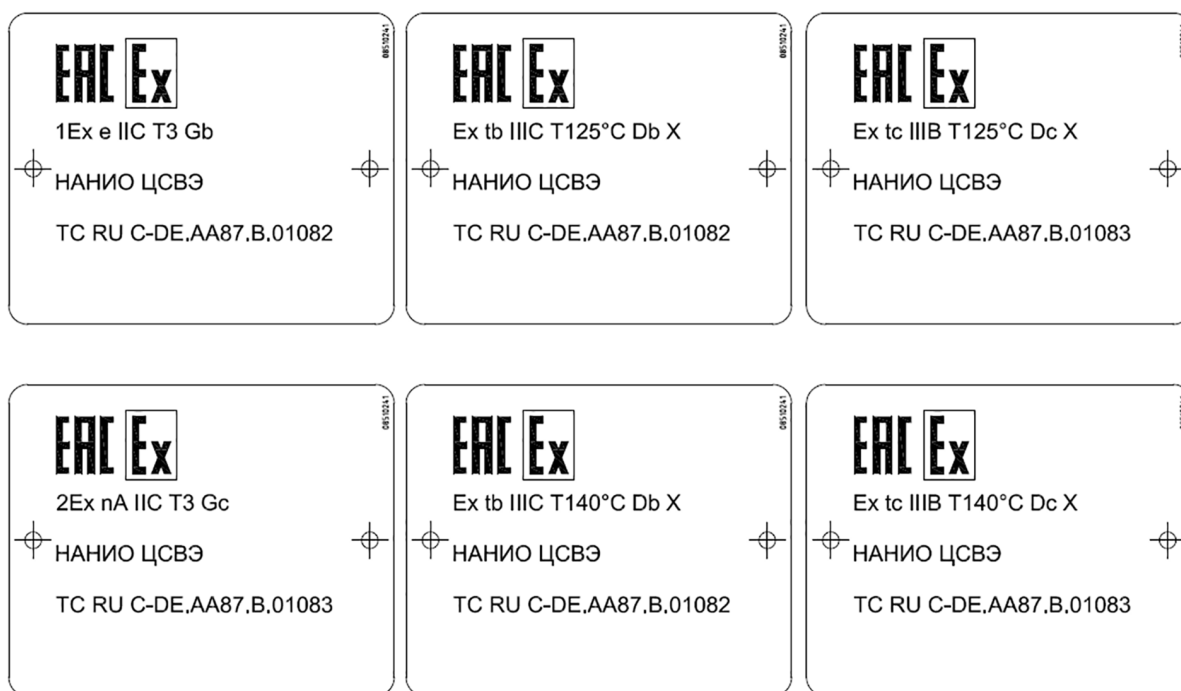 EAC Ex
08510241
1Ex e IIC T3 Gb
НАНИО ЦСВЭ
TC RU C-DE.AA87.B.01082
EAC Ex
08510241
Ex tb IIIC T125°C Db X
НАНИО ЦСВЭ
TC RU C-DE.AA87.B.01082
EAC Ex
Ex tc IIIB T125°C Dc X
НАНИО ЦСВЭ
TC RU C-DE.AA87.B.01083
EAC Ex
08510241
2Ex nA IIC T3 Gc
НАНИО ЦСВЭ
TC RU C-DE.AA87.B.01083
EAC Ex
08510241
Ex tb IIIC T140°C Db X
НАНИО ЦСВЭ
TC RU C-DE.AA87.B.01082
EAC Ex
Ex tc IIIB T140°C Dc X
НАНИО ЦСВЭ
TC RU C-DE.AA87.B.01083